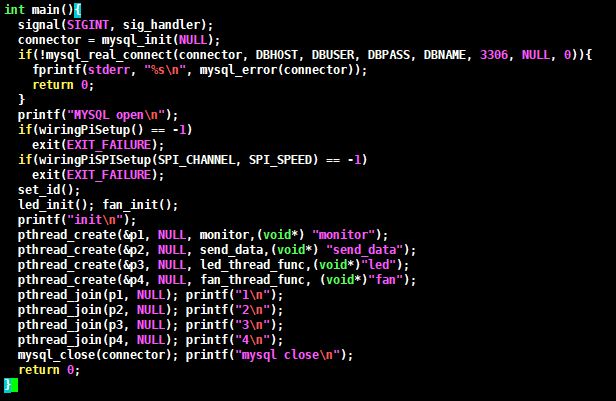 int main(){
signal(SIGINT, sig_handler);
connector = mysql_init(NULL);
if(!mysql_real_connect(connector, DBHOST, DBUSER, DBPASS, DBNAME, 3306, NULL, 0)){
fprintf(stderr, "%s\n", mysql_error(connector));
return 0;
}
printf("MYSQL open\n");
if(wiringPiSetup() == -1)
exit(EXIT_FAILURE);
if(wiringPiSPISetup(SPI_CHANNEL, SPI_SPEED) == -1)
exit(EXIT_FAILURE);
set_id();
led_init(); fan_init();
printf("init\n");
pthread_create(&p1, NULL, monitor,(void*) "monitor");
pthread_create(&p2, NULL, send_data,(void*) "send_data");
pthread_create(&p3, NULL, led_thread_func,(void*)"led");
pthread_create(&p4, NULL, fan_thread_func, (void*)"fan");
pthread_join(p1, NULL); printf("1\n");
pthread_join(p2, NULL); printf("2\n");
pthread_join(p3, NULL); printf("3\n");
pthread_join(p4, NULL); printf("4\n");
mysql_close(connector); printf("mysql close\n");
return 0;
}